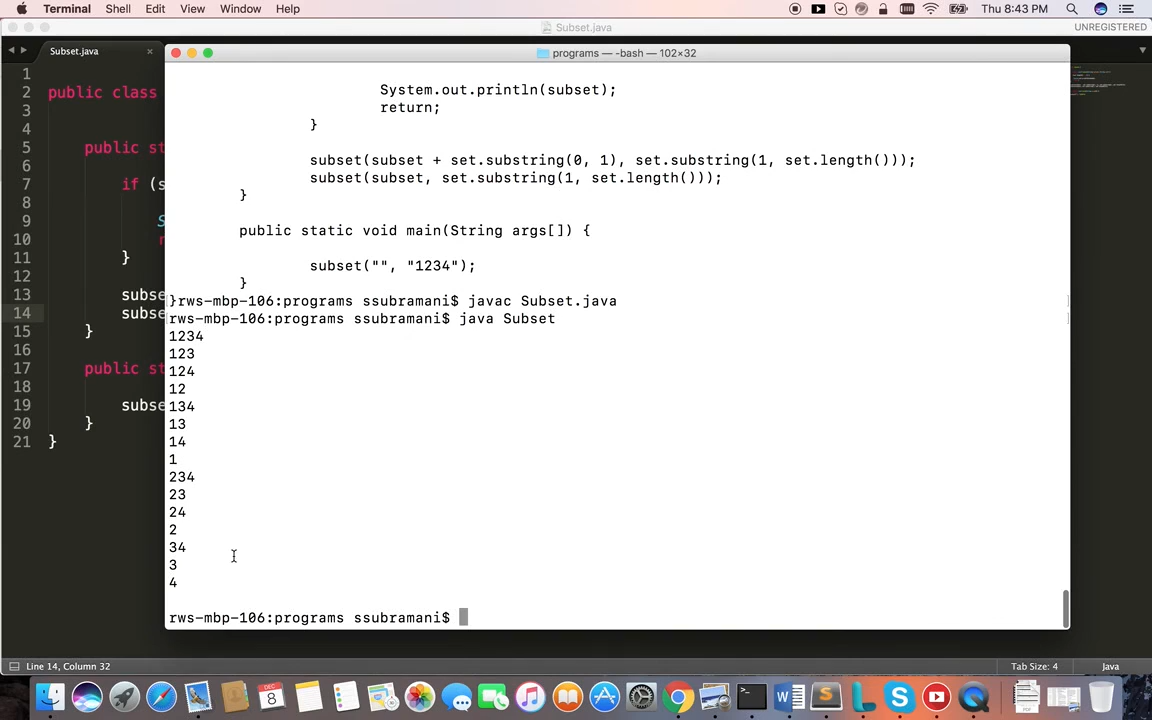 Terminal Shell Edit View Window Help Thu 8:43 PM
Subset.java UNREGISTERED
Subset.java ×
programs — -bash — 102×32
1
2 public class
3
4
5 public st
6
7 if (s
8
9 S
10 r
11 }
12
13 subse
14 subse
15 }
16
17 public st
18
19 subse
20 }
21 }
System.out.println(subset);
return;
}
subset(subset + set.substring(0, 1), set.substring(1, set.length()));
subset(subset, set.substring(1, set.length()));
}
public static void main(String args[]) {
subset("", "1234");
}
}rws-mbp-106:programs ssubramani$ javac Subset.java
rws-mbp-106:programs ssubramani$ java Subset
1234
123
124
12
134
13
14
1
234
23
24
2
34
3
4
rws-mbp-106:programs ssubramani$
Line 14, Column 32 Tab Size: 4 Java
DEC
8